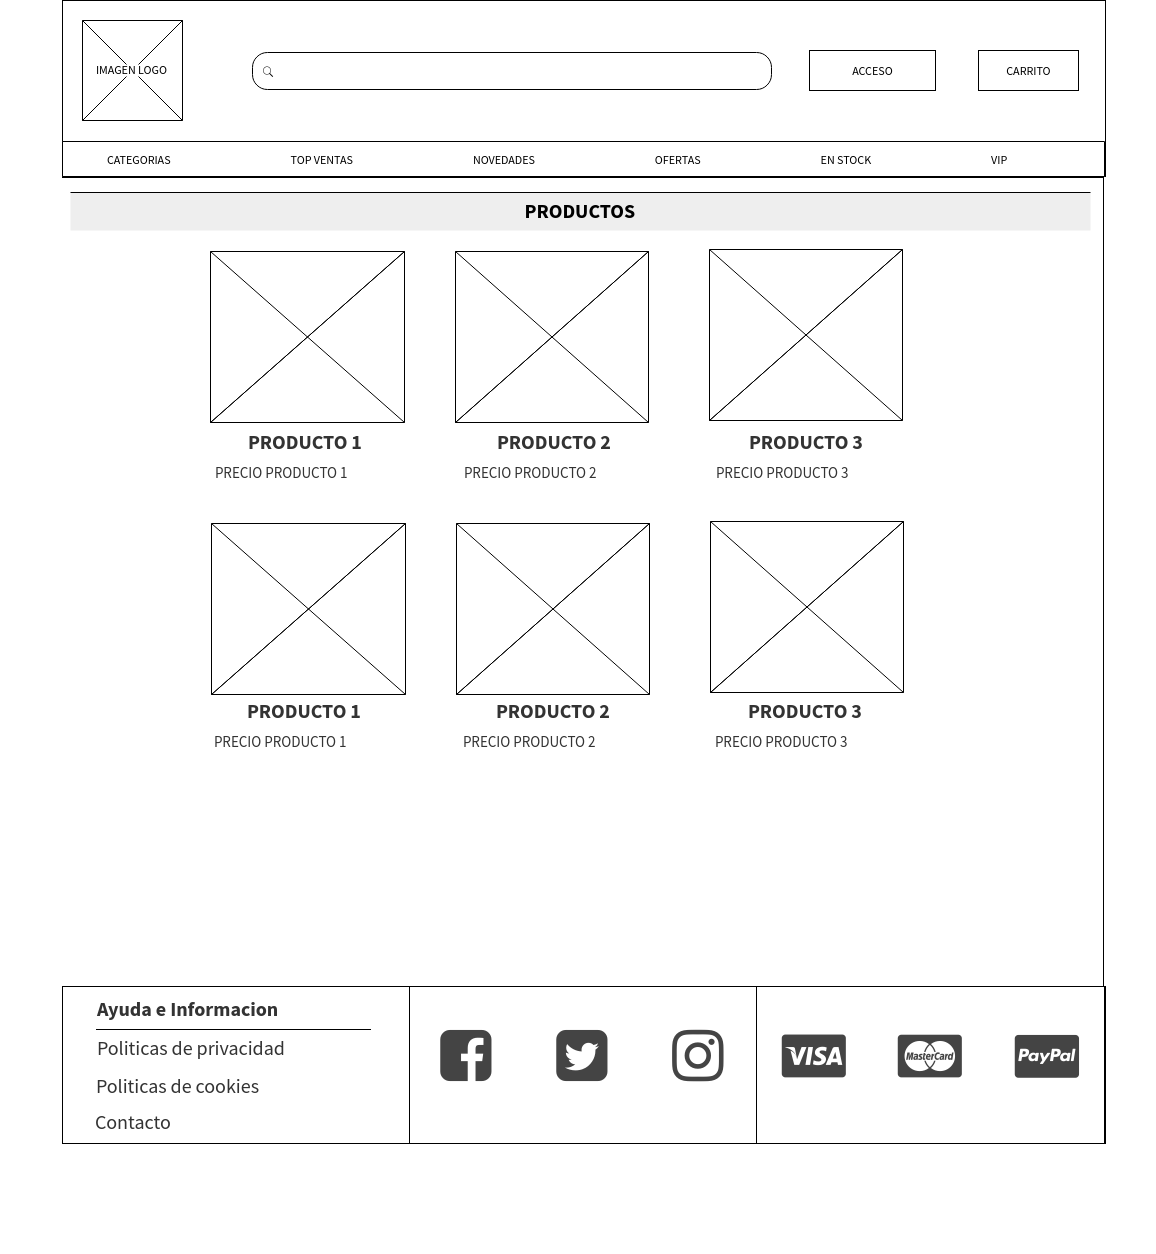 IMAGEN LOGO
ACCESO
CARRITO
CATEGORIAS
TOP VENTAS
NOVEDADES
OFERTAS
EN STOCK
VIP
PRODUCTOS
PRODUCTO 1
PRODUCTO 2
PRODUCTO 3
PRECIO PRODUCTO 1
PRECIO PRODUCTO 2
PRECIO PRODUCTO 3
PRODUCTO 1
PRODUCTO 2
PRODUCTO 3
PRECIO PRODUCTO 1
PRECIO PRODUCTO 2
PRECIO PRODUCTO 3
Ayuda e Informacion
Politicas de privacidad
Politicas de cookies
Contacto
VISA
MasterCard
PayPal